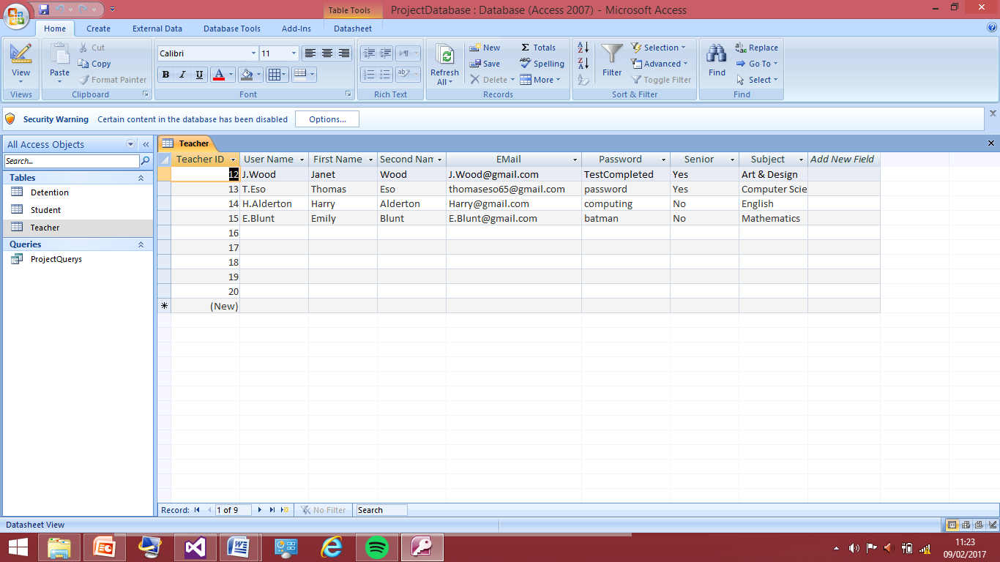 Table Tools
ProjectDatabase : Database (Access 2007) - Microsoft Access
Home Create External Data Database Tools Add-Ins Datasheet
View
Views
Paste
Cut
Copy
Format Painter
Clipboard
Calibri 11
B I U A
Font
Rich Text
Refresh All
New
Save
Delete
Totals
Spelling
More
Records
Filter
Selection
Advanced
Toggle Filter
Sort & Filter
Find
Replace
Go To
Select
Find
Security Warning Certain content in the database has been disabled Options...
All Access Objects
Search...
Tables
Detention
Student
Teacher
Queries
ProjectQuerys
Teacher
Teacher ID User Name First Name Second Nam EMail Password Senior Subject Add New Field
12 J.Wood Janet Wood J.Wood@gmail.com TestCompleted Yes Art & Design
13 T.Eso Thomas Eso thomaseso65@gmail.com password Yes Computer Scie
14 H.Alderton Harry Alderton Harry@gmail.com computing No English
15 E.Blunt Emily Blunt E.Blunt@gmail.com batman No Mathematics
16
17
18
19
20
(New)
Record: 1 of 9 No Filter Search
Datasheet View
11:23
09/02/2017